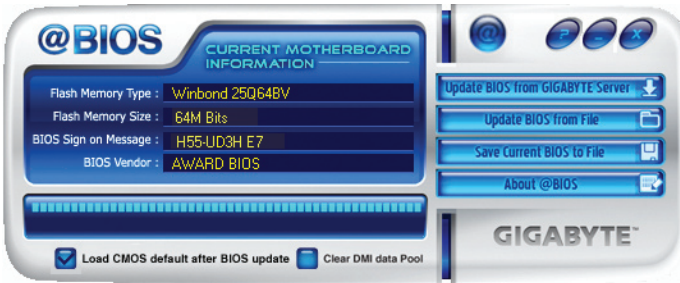 @BIOS
CURRENT MOTHERBOARD
INFORMATION
Flash Memory Type : Winbond 25Q64BV
Flash Memory Size : 64M Bits
BIOS Sign on Message : H55-UD3H E7
BIOS Vendor : AWARD BIOS
Load CMOS default after BIOS update
Clear DMI data Pool
@
? - X
Update BIOS from GIGABYTE Server
Update BIOS from File
Save Current BIOS to File
About @BIOS
GIGABYTE™